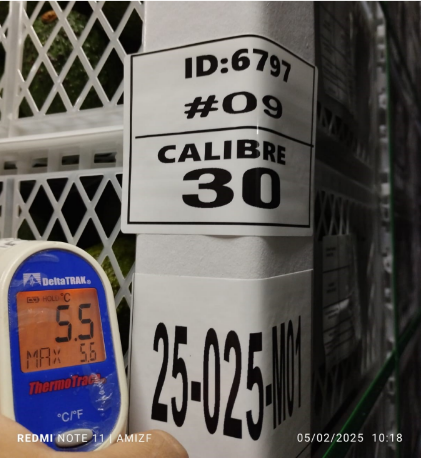 ID:6797
#09
CALIBRE
30
DeltaTRAK®
HOLD °C
5.5
MAX 5.6
ThermoTrace
25-025-M01
°C/°F
REDMI NOTE 11 | AMIZF
05/02/2025 10:18